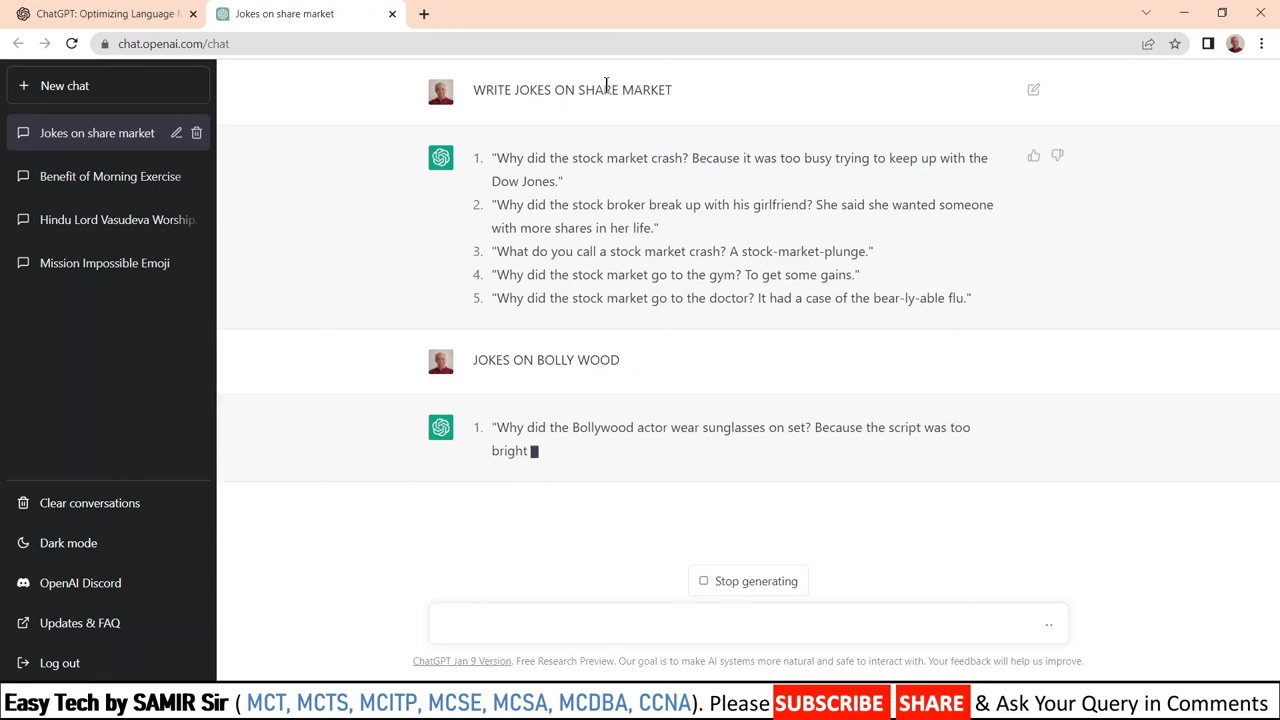 ChatGPT: Optimizing Language M
Jokes on share market
chat.openai.com/chat
New chat
Jokes on share market
Benefit of Morning Exercise
Hindu Lord Vasudeva Worship.
Mission Impossible Emoji
Clear conversations
Dark mode
OpenAI Discord
Updates & FAQ
Log out
WRITE JOKES ON SHARE MARKET
1. "Why did the stock market crash? Because it was too busy trying to keep up with the
Dow Jones."
2. "Why did the stock broker break up with his girlfriend? She said she wanted someone
with more shares in her life."
3. "What do you call a stock market crash? A stock-market-plunge."
4. "Why did the stock market go to the gym? To get some gains."
5. "Why did the stock market go to the doctor? It had a case of the bear-ly-able flu."
JOKES ON BOLLY WOOD
1. "Why did the Bollywood actor wear sunglasses on set? Because the script was too
bright
Stop generating
ChatGPT Jan 9 Version. Free Research Preview. Our goal is to make AI systems more natural and safe to interact with. Your feedback will help us improve.
Easy Tech by SAMIR Sir ( MCT, MCTS, MCITP, MCSE, MCSA, MCDBA, CCNA). Please SUBSCRIBE SHARE & Ask Your Query in Comments